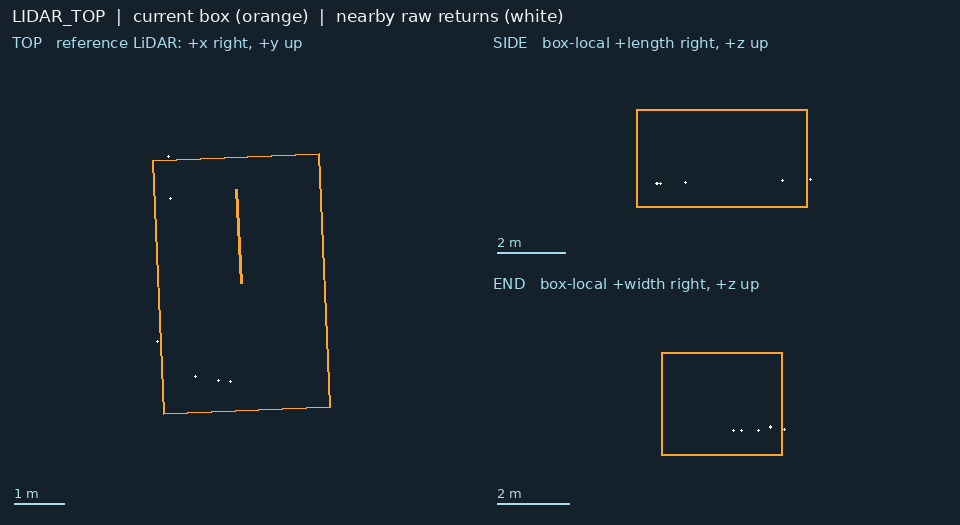 LIDAR_TOP | current box (orange) | nearby raw returns (white)
TOP reference LiDAR: +x right, +y up
SIDE box-local +length right, +z up
2 m
END box-local +width right, +z up
1 m
2 m